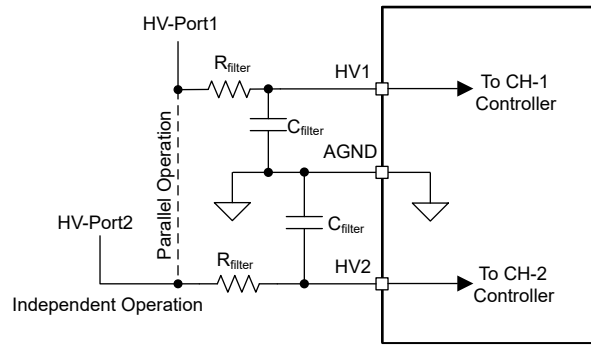 HV-Port1
Rfilter
HV1
To CH-1
Controller
Cfilter
AGND
Parallel Operation
HV-Port2
Cfilter
Rfilter
HV2
To CH-2
Controller
Independent Operation